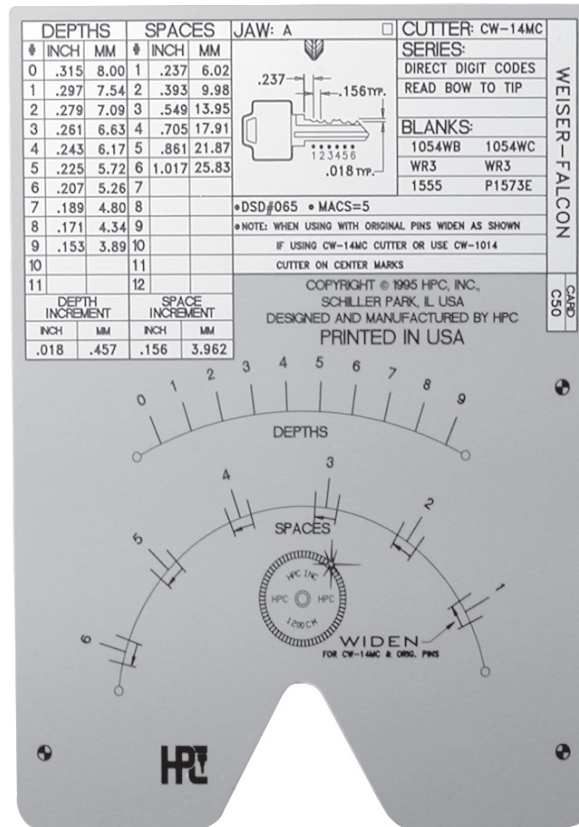 DEPTHS SPACES JAW: A CUTTER: CW-14MC
# INCH MM # INCH MM SERIES:
0 .315 8.00 1 .237 6.02 DIRECT DIGIT CODES
1 .297 7.54 2 .393 9.98 READ BOW TO TIP
2 .279 7.09 3 .549 13.95
3 .261 6.63 4 .705 17.91 BLANKS:
4 .243 6.17 5 .861 21.87 1054WB 1054WC
5 .225 5.72 6 1.017 25.83 WR3 WR3
6 .207 5.26 7 1555 P1573E
7 .189 4.80 8
8 .171 4.34 9
9 .153 3.89 10
10 11
11 12
.237
.156 TYP.
123456
.018 TYP.
•DSD#065 •MACS=5
•NOTE: WHEN USING WITH ORIGINAL PINS WIDEN AS SHOWN
IF USING CW-14MC CUTTER OR USE CW-1014
CUTTER ON CENTER MARKS
WEISER-FALCON
CARD
C50
DEPTH INCREMENT SPACE INCREMENT
INCH MM INCH MM
.018 .457 .156 3.962
COPYRIGHT © 1995 HPC, INC.,
SCHILLER PARK, IL USA
DESIGNED AND MANUFACTURED BY HPC
PRINTED IN USA
0 1 2 3 4 5 6 7 8 9
DEPTHS
6 5 4 3 2 1
SPACES
HPC INC
HPC HPC
1200CM
WIDEN
FOR CW-14MC & ORIG. PINS
HPC